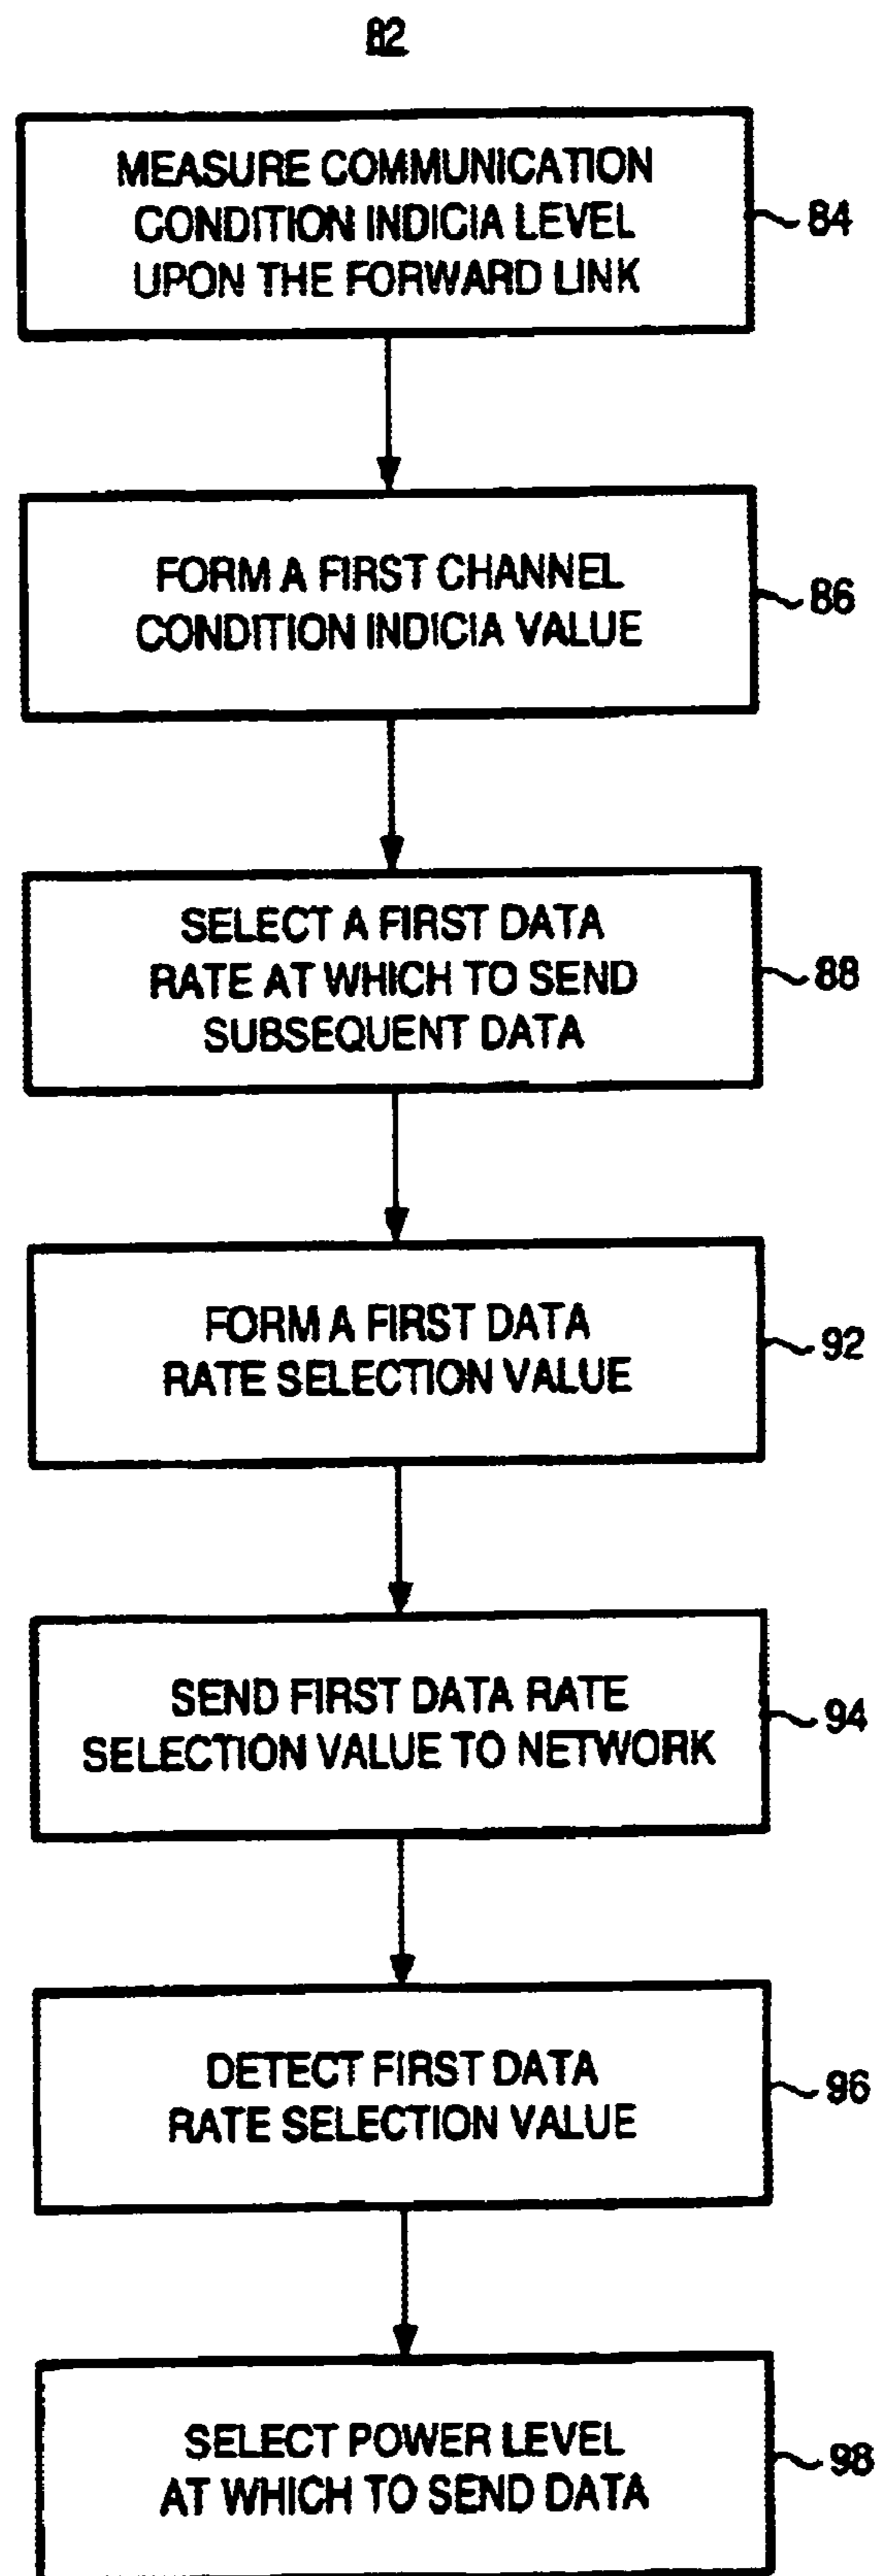 82
MEASURE COMMUNICATION
CONDITION INDICIA LEVEL
UPON THE FORWARD LINK
84
FORM A FIRST CHANNEL
CONDITION INDICIA VALUE
86
SELECT A FIRST DATA
RATE AT WHICH TO SEND
SUBSEQUENT DATA
88
FORM A FIRST DATA
RATE SELECTION VALUE
92
SEND FIRST DATA RATE
SELECTION VALUE TO NETWORK
94
DETECT FIRST DATA
RATE SELECTION VALUE
96
SELECT POWER LEVEL
AT WHICH TO SEND DATA
98